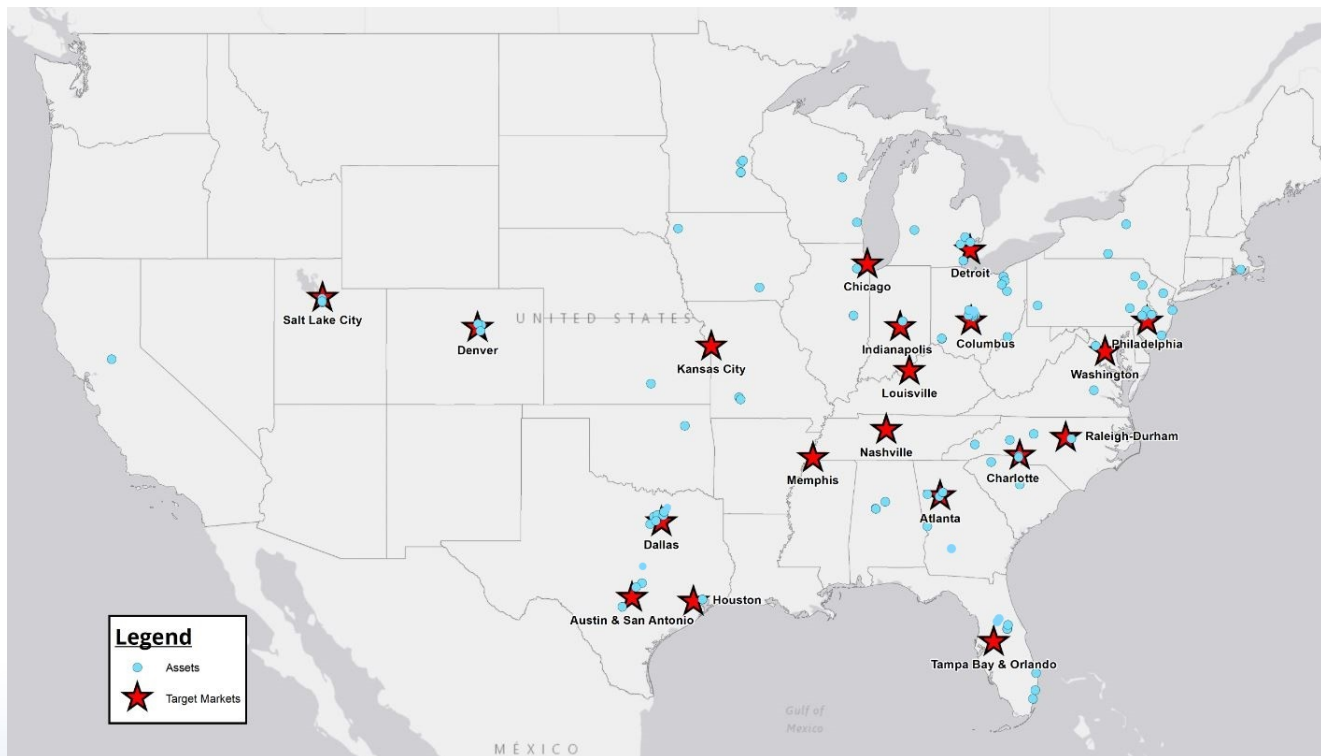 Detroit
Chicago
Salt Lake City
UNITED STATES
Denver
Indianapolis
Columbus
Philadelphia
Kansas City
Washington
Louisville
Nashville
Raleigh-Durham
Memphis
Charlotte
Atlanta
Dallas
Houston
Austin & San Antonio
Tampa Bay & Orlando
Legend
Assets
Target Markets
Gulf of
Mexico
MÉXICO